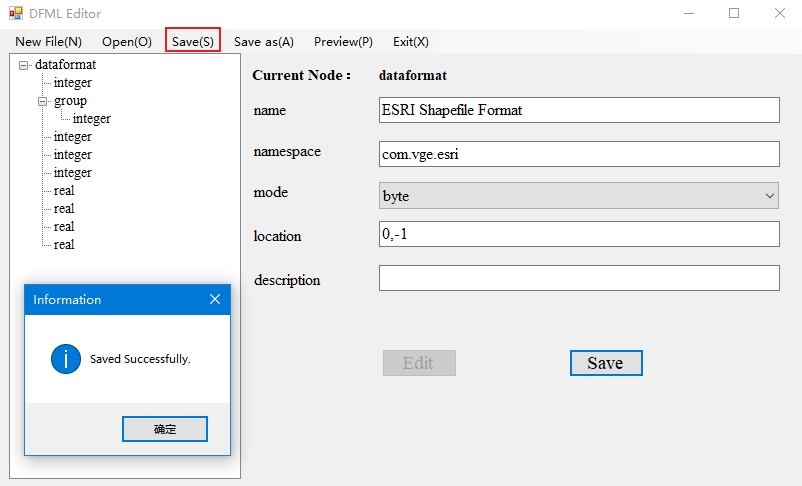 DFML Editor
New File(N) Open(O) Save(S) Save as(A) Preview(P) Exit(X)
dataformat
integer
group
integer
integer
integer
integer
real
real
real
real
Current Node： dataformat
name ESRI Shapefile Format
namespace com.vge.esri
mode byte
location 0,-1
description
Edit Save
Information
Saved Successfully.
确定